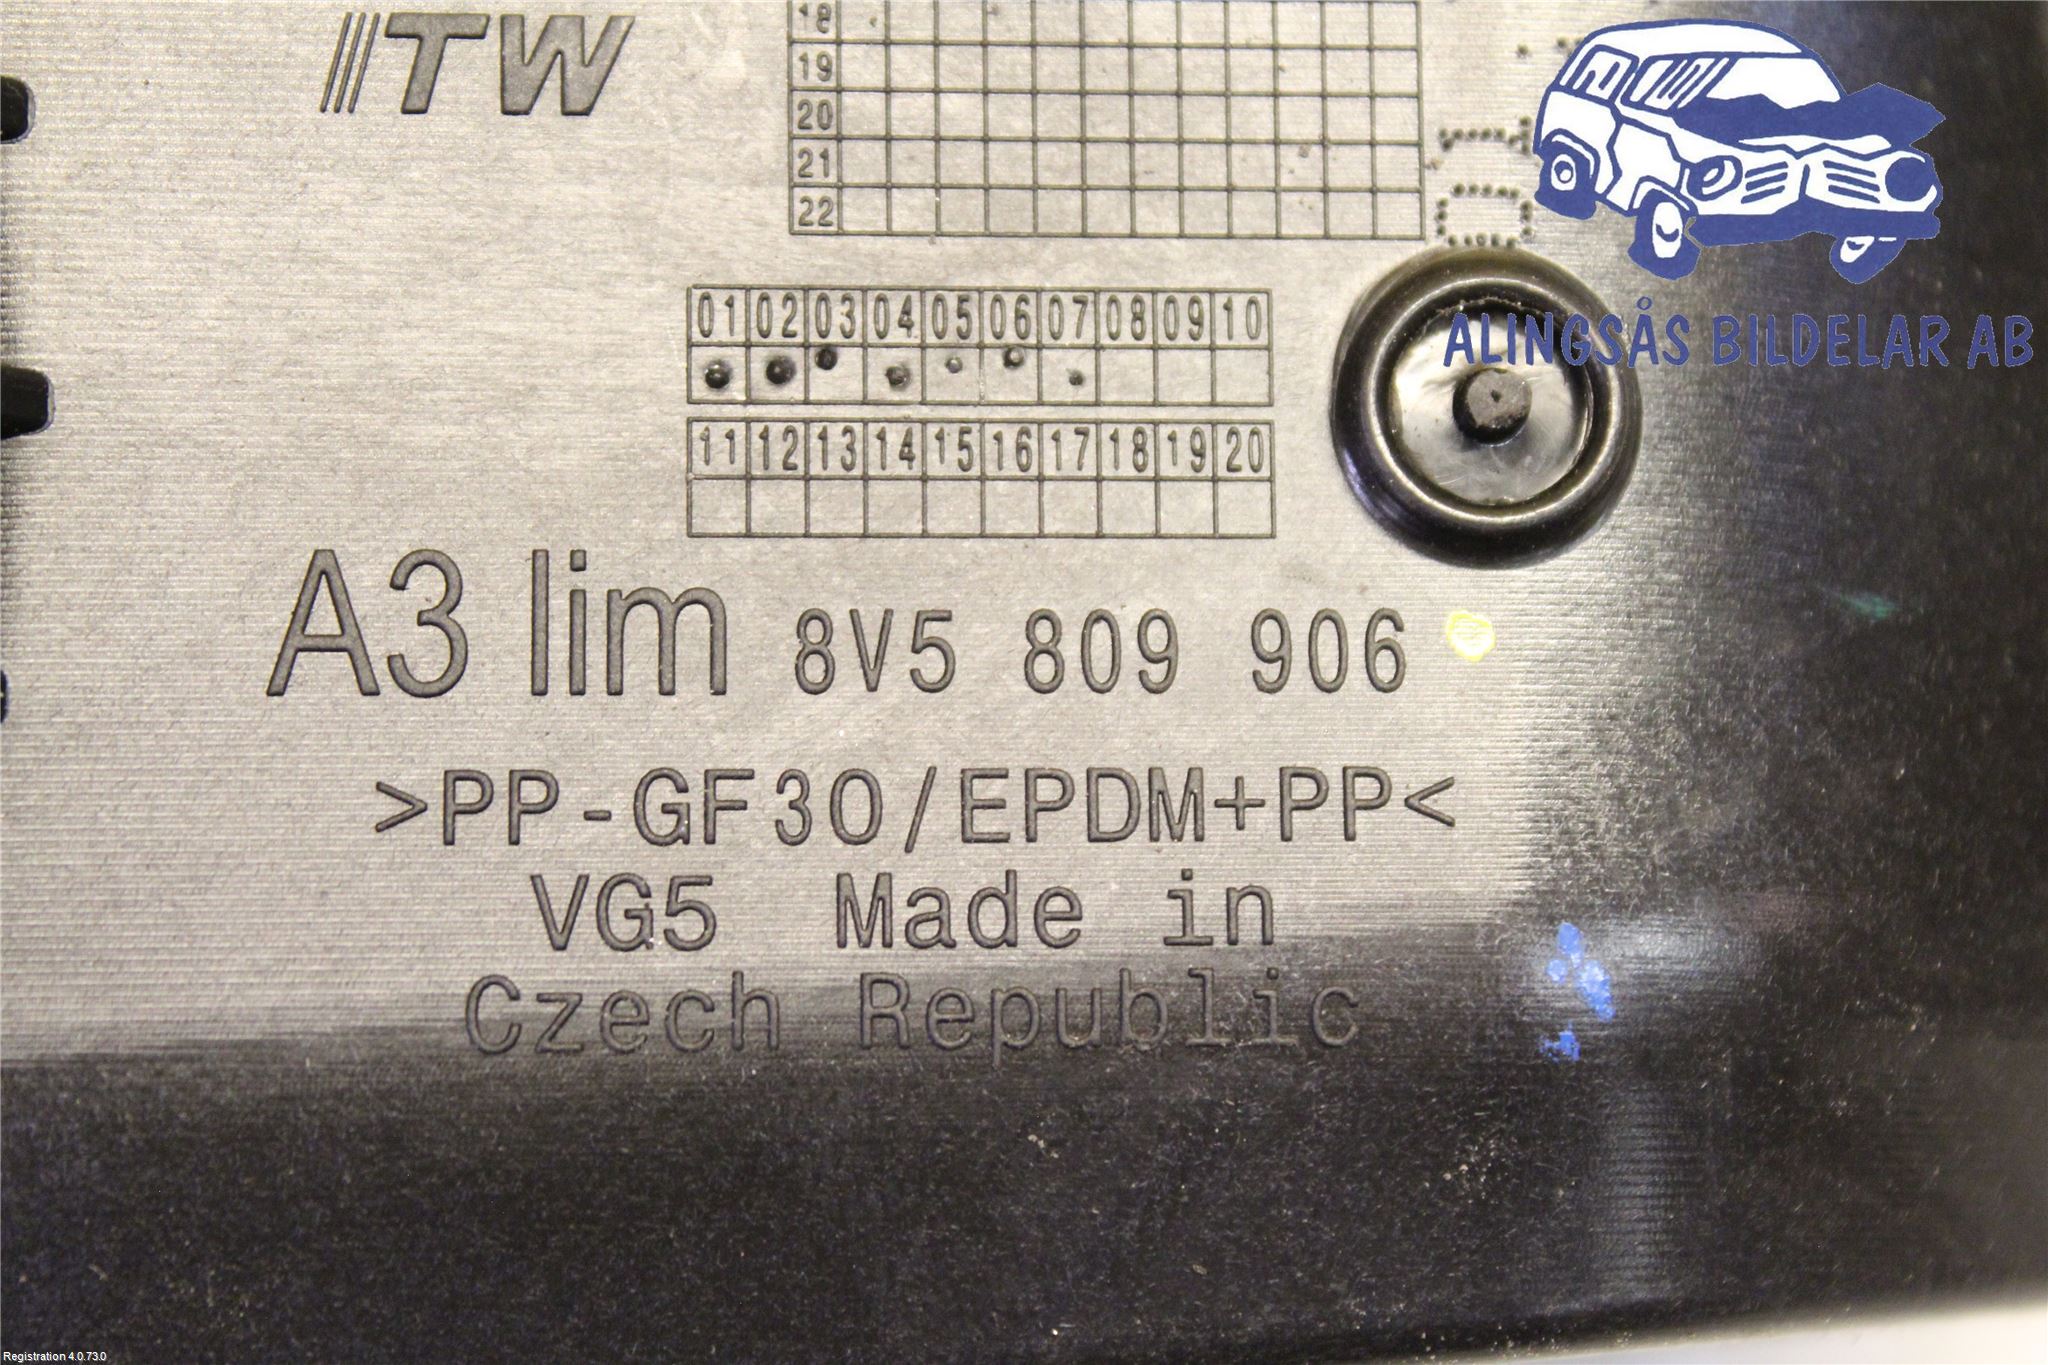 ITW
18
19
20
21
22
01 02 03 04 05 06 07 08 09 10
11 12 13 14 15 16 17 18 19 20
ALINGSÅS BILDELAR AB
A3 lim 8V5 809 906
>PP-GF30/EPDM+PP<
VG5 Made in
Czech Republic
Registration 4.0.73.0